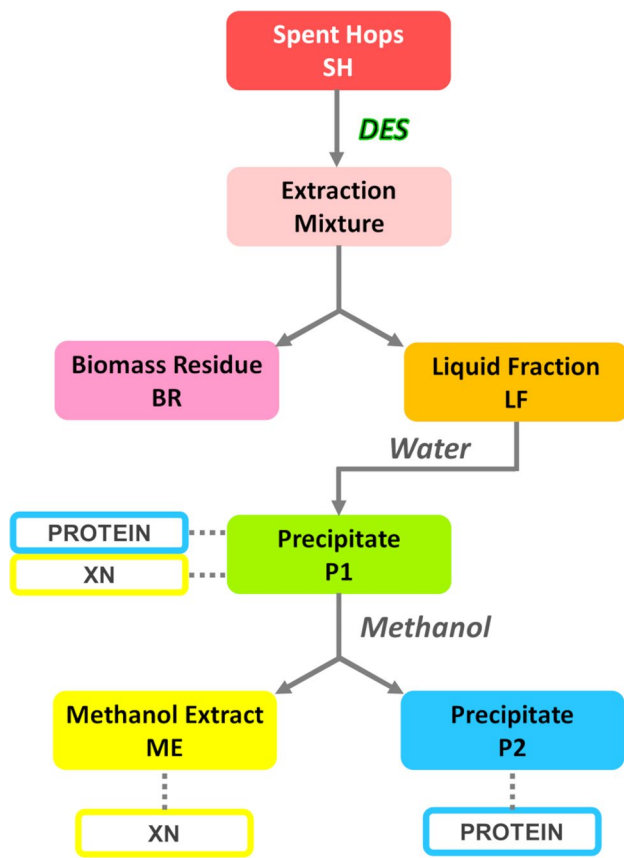 Spent Hops
SH
DES
Extraction
Mixture
Biomass Residue
BR
Liquid Fraction
LF
Water
PROTEIN
XN
Precipitate
P1
Methanol
Methanol Extract
ME
Precipitate
P2
XN
PROTEIN